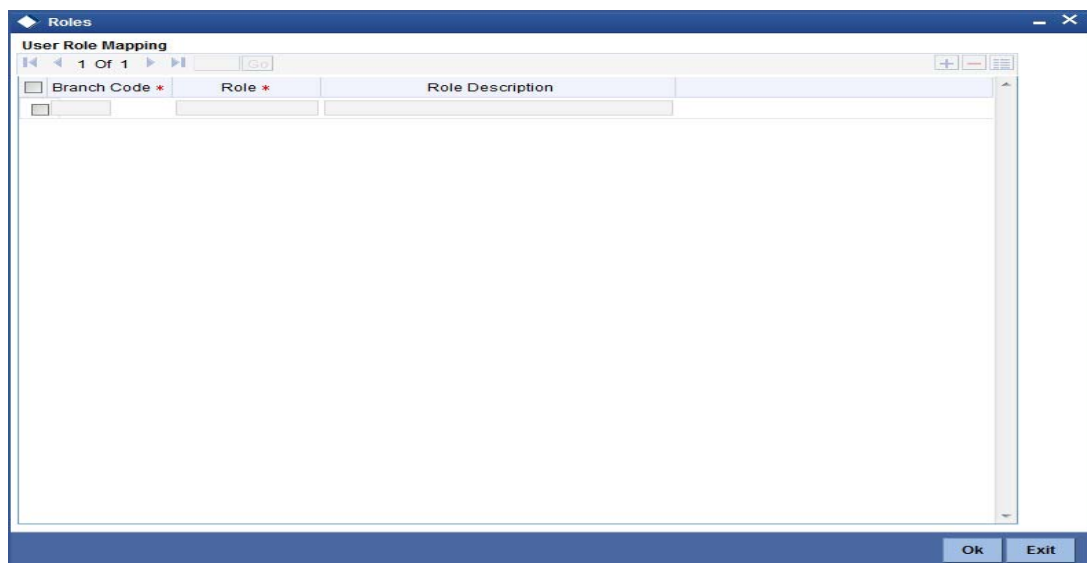 Roles
User Role Mapping
1 Of 1 Go
Branch Code * Role * Role Description
Ok Exit